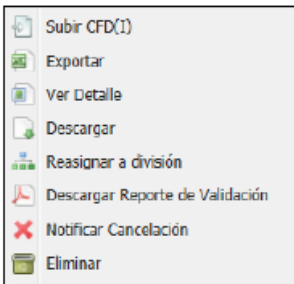 Subir CFD(I)
Exportar
Ver Detalle
Descargar
Reasignar a división
Descargar Reporte de Validación
Notificar Cancelación
Eliminar